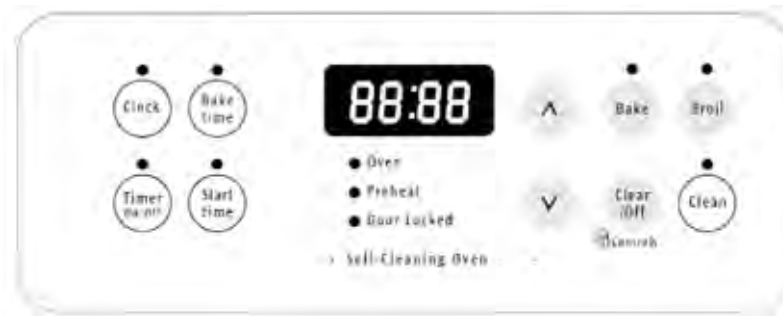 Clock
Bake
time
88:88
∧
Bake
Broil
Oven
Preheat
Door Locked
Timer
on/off
Start
time
∨
Clear
/Off
Clean
Controls
Self-Cleaning Oven